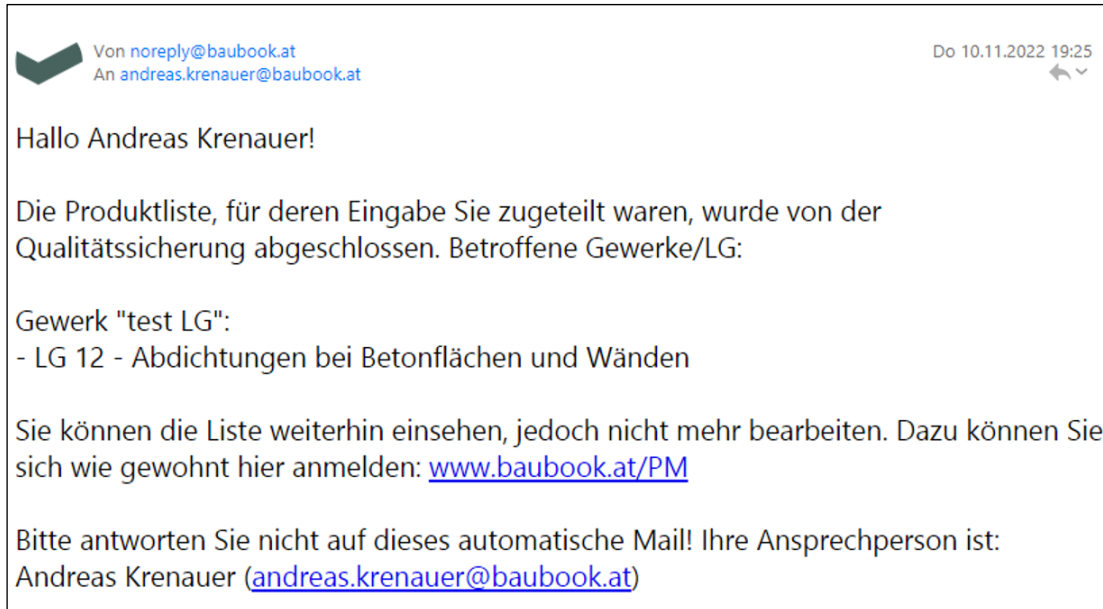 Von noreply@baubook.at
Do 10.11.2022 19:25
An andreas.krenauer@baubook.at
Hallo Andreas Krenauer!
Die Produktliste, für deren Eingabe Sie zugeteilt waren, wurde von der
Qualitätssicherung abgeschlossen. Betroffene Gewerke/LG:
Gewerk "test LG":
- LG 12 - Abdichtungen bei Betonflächen und Wänden
Sie können die Liste weiterhin einsehen, jedoch nicht mehr bearbeiten. Dazu können Sie
sich wie gewohnt hier anmelden: www.baubook.at/PM
Bitte antworten Sie nicht auf dieses automatische Mail! Ihre Ansprechperson ist:
Andreas Krenauer (andreas.krenauer@baubook.at)